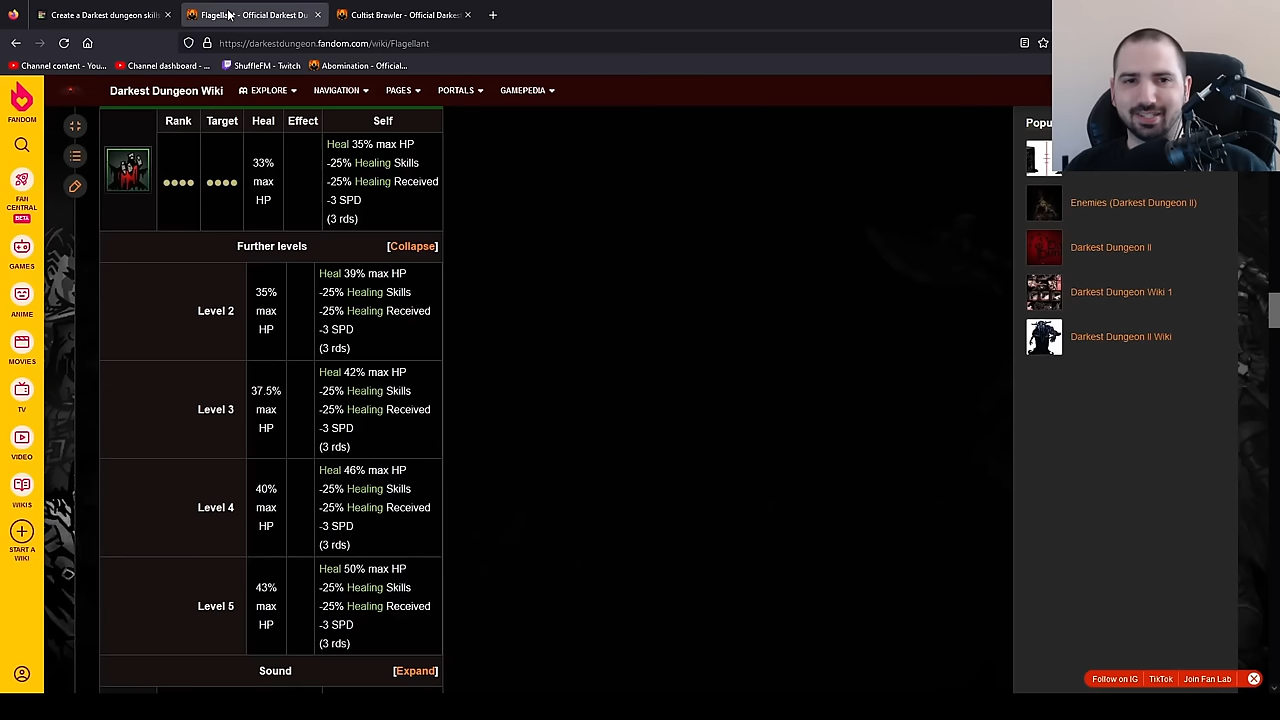 Create a Darkest dungeon skills
Flagellant - Official Darkest Du
Cultist Brawler - Official Darkest
https://darkestdungeon.fandom.com/wiki/Flagellant
Channel content - You...
Channel dashboard - ...
ShuffleFM - Twitch
Abomination - Official...
FANDOM
FAN CENTRAL
BETA
GAMES
ANIME
MOVIES
TV
VIDEO
WIKIS
START A WIKI
Darkest Dungeon Wiki
EXPLORE
NAVIGATION
PAGES
PORTALS
GAMEPEDIA
Rank Target Heal Effect Self
33% max HP
Heal 35% max HP
-25% Healing Skills
-25% Healing Received
-3 SPD
(3 rds)
Further levels [Collapse]
Level 2
35% max HP
Heal 39% max HP
-25% Healing Skills
-25% Healing Received
-3 SPD
(3 rds)
Level 3
37.5% max HP
Heal 42% max HP
-25% Healing Skills
-25% Healing Received
-3 SPD
(3 rds)
Level 4
40% max HP
Heal 46% max HP
-25% Healing Skills
-25% Healing Received
-3 SPD
(3 rds)
Level 5
43% max HP
Heal 50% max HP
-25% Healing Skills
-25% Healing Received
-3 SPD
(3 rds)
Sound [Expand]
Popu
Enemies (Darkest Dungeon II)
Darkest Dungeon II
Darkest Dungeon Wiki 1
Darkest Dungeon II Wiki
Follow on IG
TikTok
Join Fan Lab